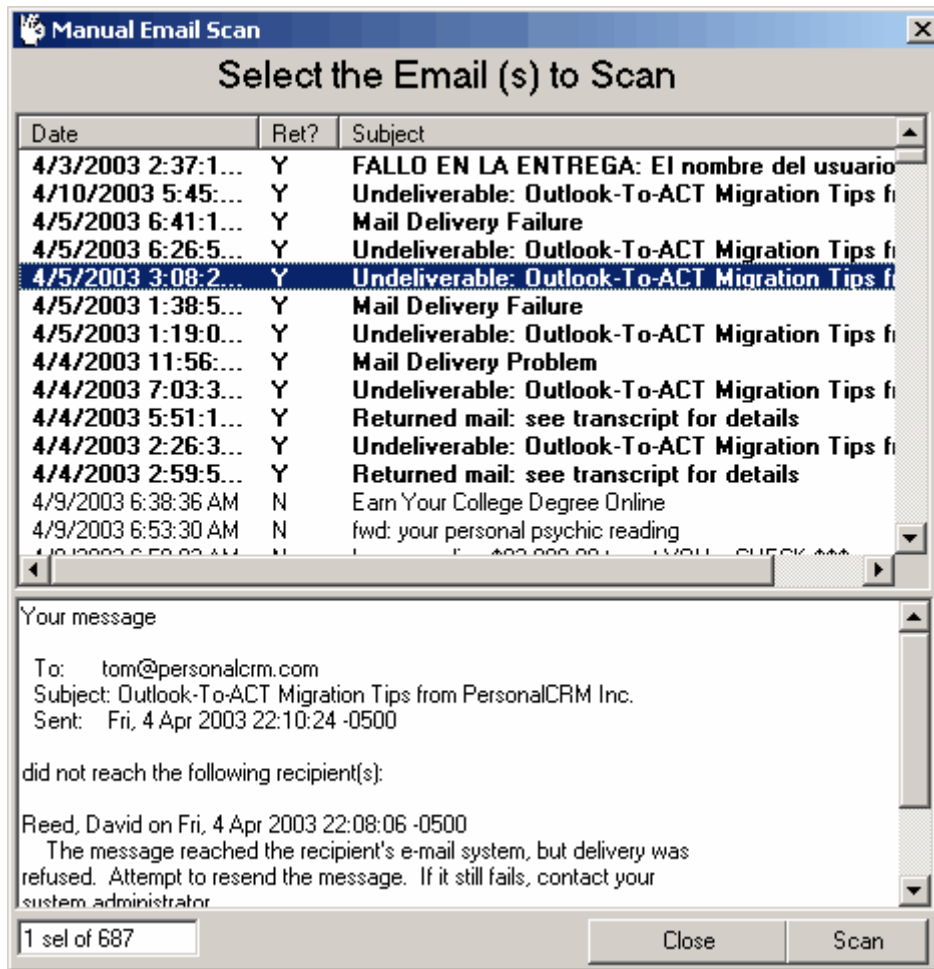 Manual Email Scan
Select the Email (s) to Scan
Date Ret? Subject
4/3/2003 2:37:1... Y FALLO EN LA ENTREGA: El nombre del usuario
4/10/2003 5:45:... Y Undeliverable: Outlook-To-ACT Migration Tips
4/5/2003 6:41:1... Y Mail Delivery Failure
4/5/2003 6:26:5... Y Undeliverable: Outlook-To-ACT Migration Tips
4/5/2003 3:08:2... Y Undeliverable: Outlook-To-ACT Migration Tips
4/5/2003 1:38:5... Y Mail Delivery Failure
4/5/2003 1:19:0... Y Undeliverable: Outlook-To-ACT Migration Tips
4/4/2003 11:56:... Y Mail Delivery Problem
4/4/2003 7:03:3... Y Undeliverable: Outlook-To-ACT Migration Tips
4/4/2003 5:51:1... Y Returned mail: see transcript for details
4/4/2003 2:26:3... Y Undeliverable: Outlook-To-ACT Migration Tips
4/4/2003 2:59:5... Y Returned mail: see transcript for details
4/9/2003 6:38:36 AM N Earn Your College Degree Online
4/9/2003 6:53:30 AM N fwd: your personal psychic reading
Your message
To: tom@personalcrm.com
Subject: Outlook-To-ACT Migration Tips from PersonalCRM Inc.
Sent: Fri, 4 Apr 2003 22:10:24 -0500
did not reach the following recipient(s):
Reed, David on Fri, 4 Apr 2003 22:08:06 -0500
The message reached the recipient's e-mail system, but delivery was
refused. Attempt to resend the message. If it still fails, contact your
system administrator
1 sel of 687
Close Scan